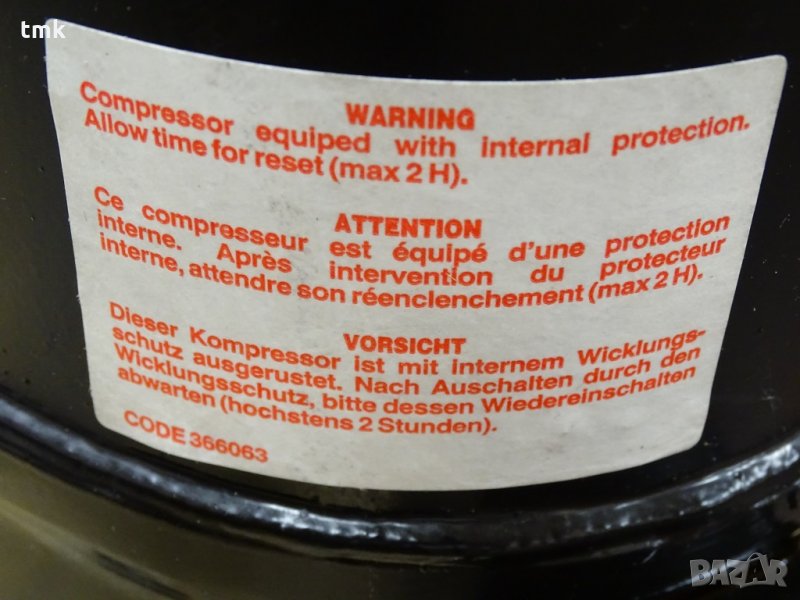 tmk
WARNING
Compressor equiped with internal protection.
Allow time for reset (max 2 H).
ATTENTION
Ce compresseur est équipé d'une protection
interne. Après intervention du protecteur
interne, attendre son réenclenchement (max 2 H).
VORSICHT
Dieser Kompressor ist mit internem Wicklungs-
schutz ausgerustet. Nach Auschalten durch den
Wicklungsschutz, bitte dessen Wiedereinschalten
abwarten (hochstens 2 Stunden).
CODE 366063
BAZAR